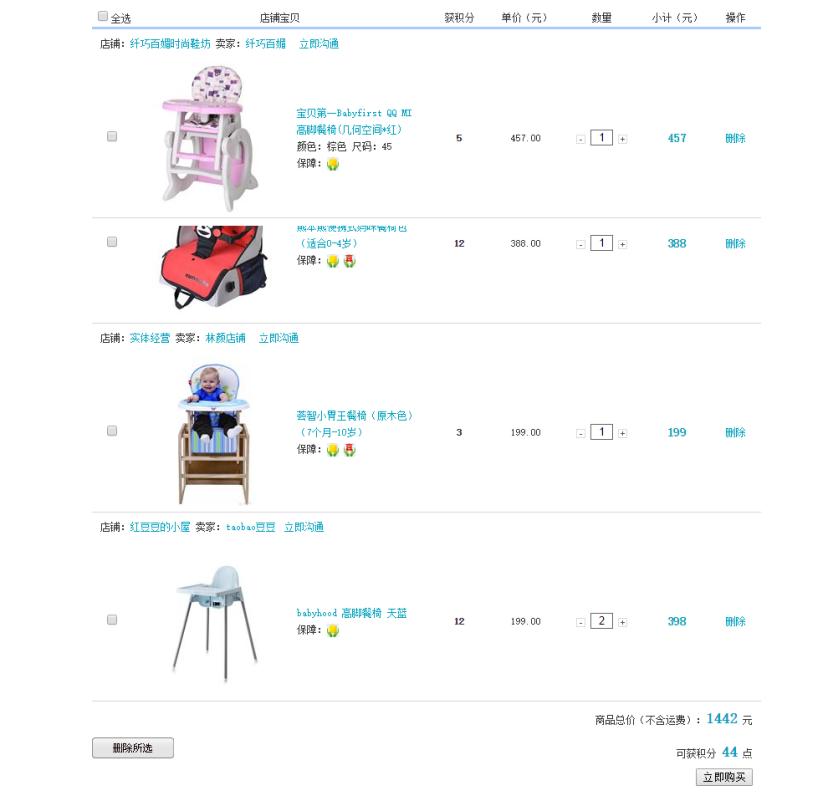 全选 店铺宝贝 获积分 单价（元） 数量 小计（元） 操作
店铺: 纤巧百媚时尚鞋坊 卖家: 纤巧百媚 立即沟通
宝贝第一Babyfirst QQ MI
高脚餐椅(几何空间*红)
颜色: 棕色 尺码: 45
保障:
5 457.00 - 1 + 457 删除
（适合0-4岁）
保障:
12 388.00 - 1 + 388 删除
店铺: 实体经营 卖家: 林颜店铺 立即沟通
荟智小胃王餐椅（原木色）
（7个月-10岁）
保障:
3 199.00 - 1 + 199 删除
店铺: 红豆豆的小屋 卖家: taobao豆豆 立即沟通
babyhood 高脚餐椅 天蓝
保障:
12 199.00 - 2 + 398 删除
商品总价（不含运费）: 1442 元
删除所选
可获积分 44 点
立即购买